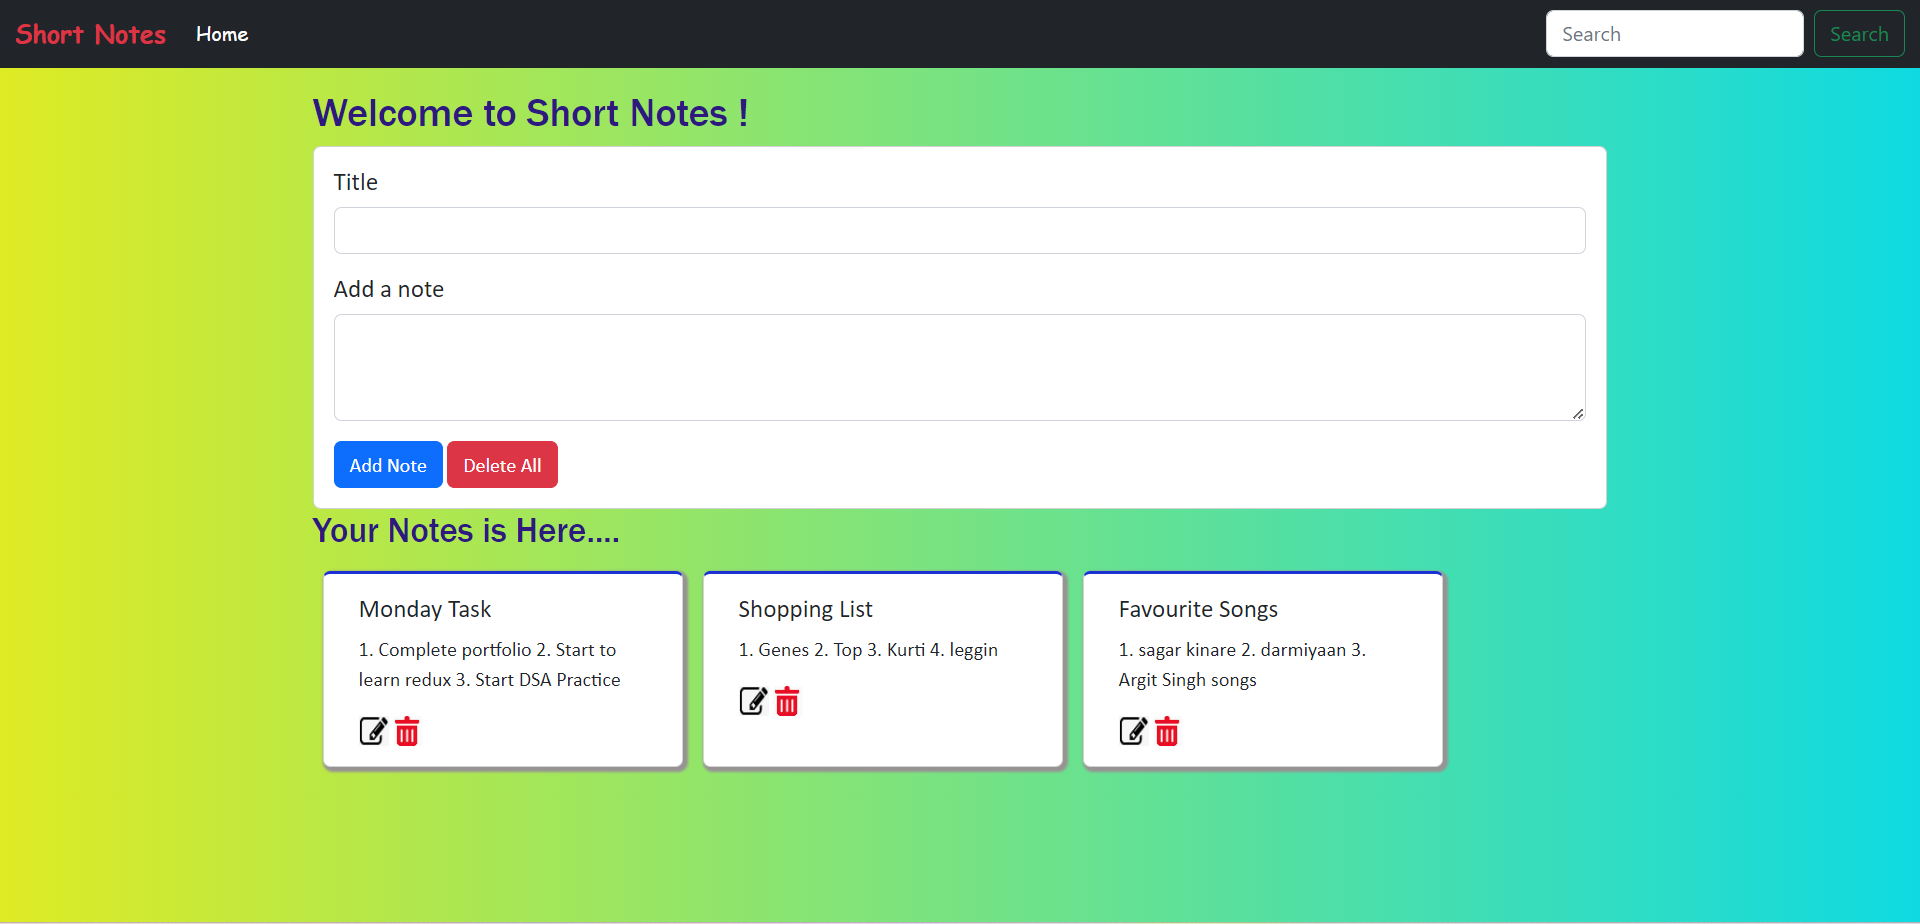 Short Notes Home Search Search
Welcome to Short Notes !
Title
Add a note
Add Note Delete All
Your Notes is Here....
Monday Task
1. Complete portfolio 2. Start to
learn redux 3. Start DSA Practice
Shopping List
1. Genes 2. Top 3. Kurti 4. leggin
Favourite Songs
1. sagar kinare 2. darmiyaan 3.
Argit Singh songs